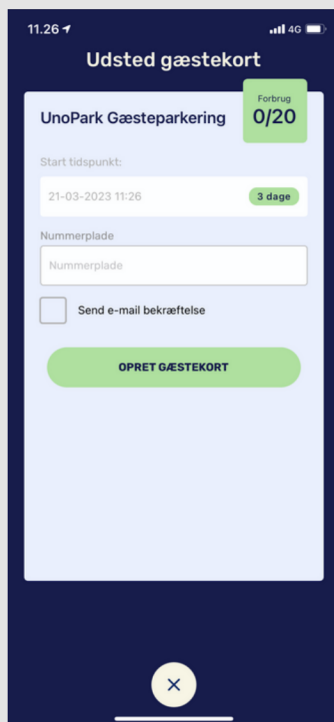 11.26
4G
Udsted gæstekort
Forbrug
0/20
UnoPark Gæsteparkering
Start tidspunkt:
21-03-2023 11:26
3 dage
Nummerplade
Nummerplade
Send e-mail bekræftelse
OPRET GÆSTEKORT